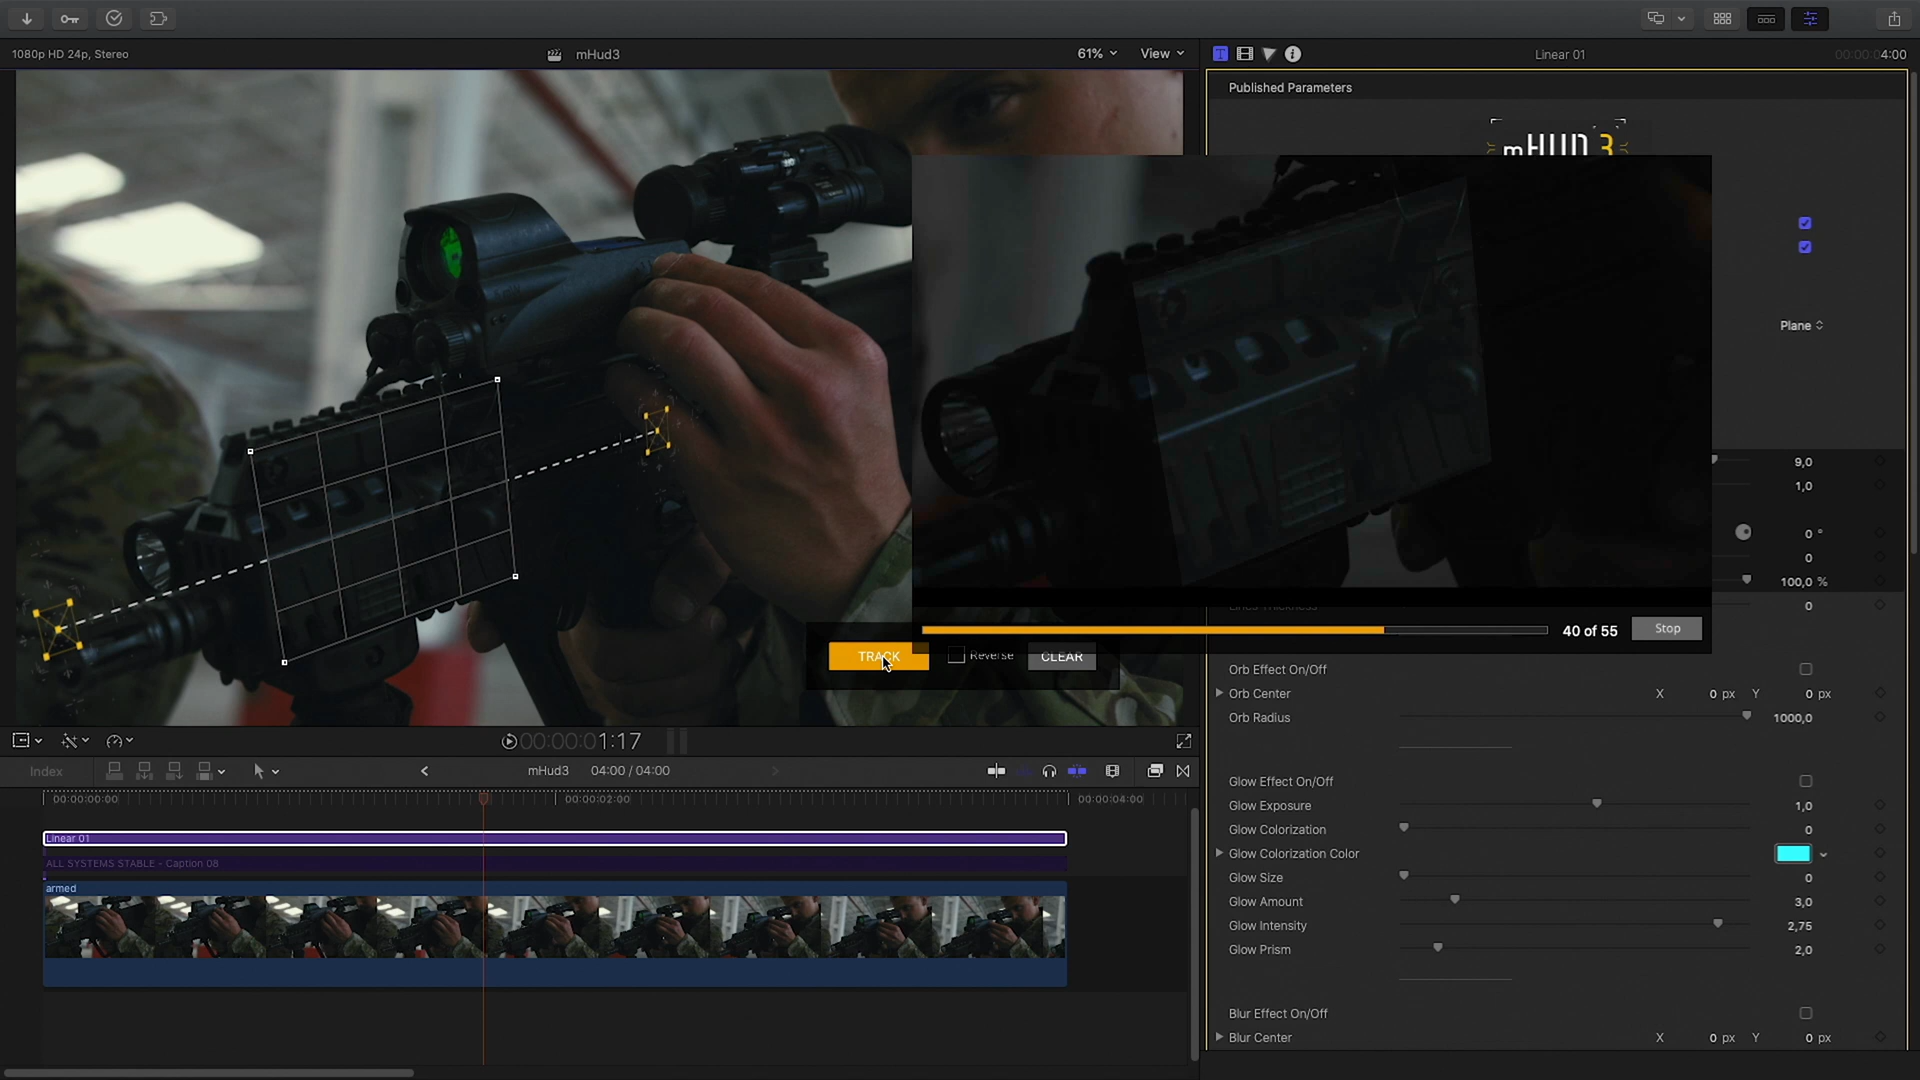 1080p HD 24p, Stereo
mHud3
61%
View
Linear 01
00:00:04:00
Published Parameters
mHUD 3
Plane
9,0
1,0
0 °
0
100,0 %
Lines Thickness
0
40 of 55
Stop
TRACK
Reverse
CLEAR
Orb Effect On/Off
Orb Center
X
0 px
Y
0 px
Orb Radius
1000,0
00:00:01:17
Index
mHud3
04:00 / 04:00
Glow Effect On/Off
00:00:00:00
00:00:02:00
00:00:04:00
Glow Exposure
1,0
Glow Colorization
0
Linear 01
Glow Colorization Color
ALL SYSTEMS STABLE - Caption 08
Glow Size
0
armed
Glow Amount
3,0
Glow Intensity
2,75
Glow Prism
2,0
Blur Effect On/Off
Blur Center
X
0 px
Y
0 px